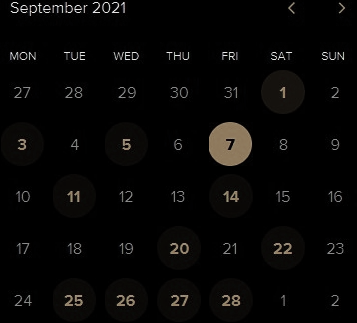 September 2021 < >
MON TUE WED THU FRI SAT SUN
27 28 29 30 31 1 2
3 4 5 6 7 8 9
10 11 12 13 14 15 16
17 18 19 20 21 22 23
24 25 26 27 28 1 2